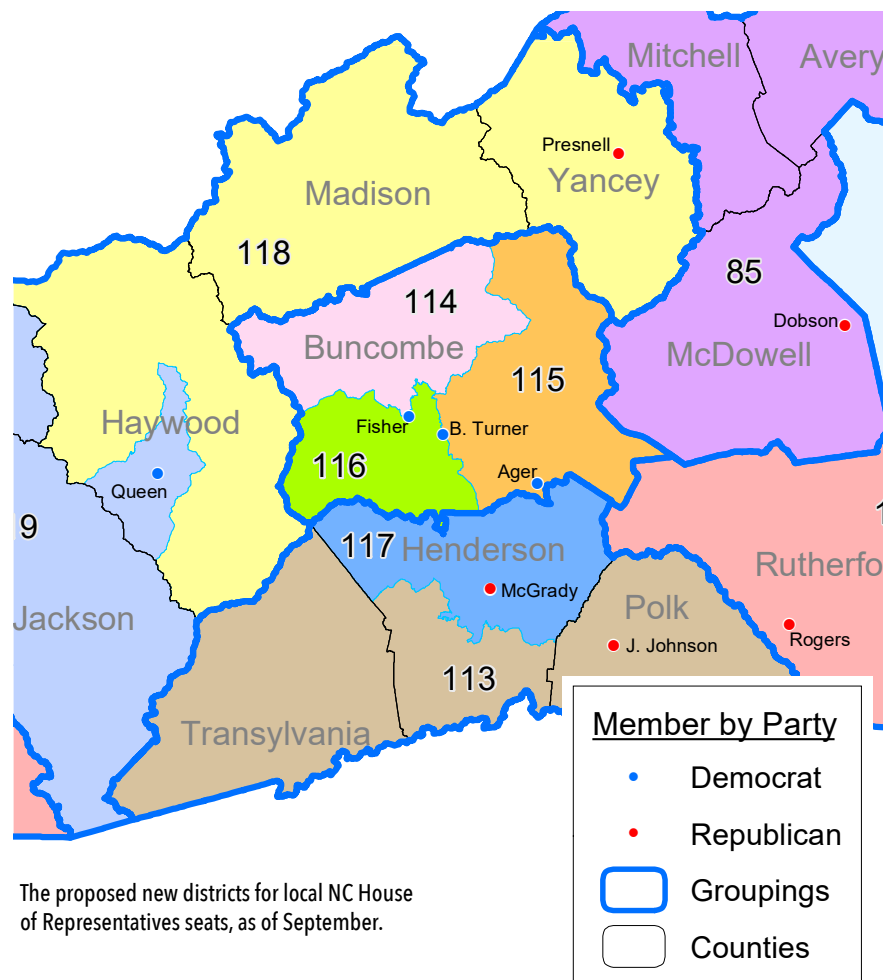 Mitchell
Avery
Presnell
Yancey
Madison
118
85
114
Dobson
Buncombe
McDowell
115
Haywood
Fisher
B. Turner
116
Queen
Ager
19
117
Henderson
Rutherfo
McGrady
Polk
Jackson
Rogers
J. Johnson
113
Transylvania
Member by Party
Democrat
Republican
Groupings
Counties
The proposed new districts for local NC House
of Representatives seats, as of September.